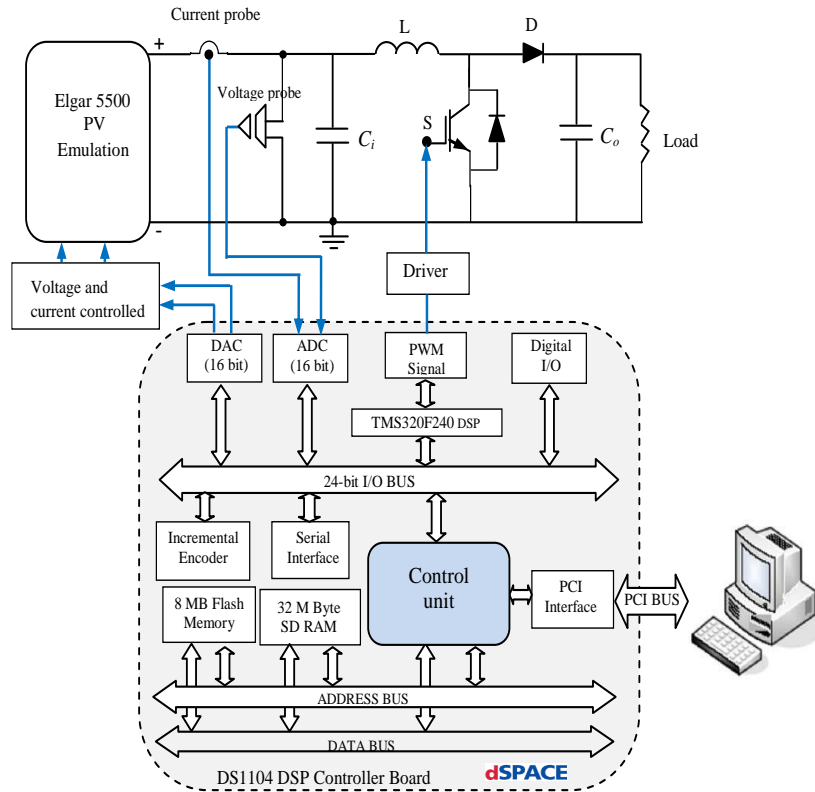 Current probe
+
L
D
Elgar 5500
PV
Emulation
Voltage probe
S
C_i
C_o
Load
-
Voltage and
current controlled
Driver
DAC
(16 bit)
ADC
(16 bit)
PWM
Signal
Digital
I/O
TMS320F240 DSP
24-bit I/O BUS
Incremental
Encoder
Serial
Interface
Control
unit
PCI
Interface
PCI BUS
8 MB Flash
Memory
32 M Byte
SD RAM
ADDRESS BUS
DATA BUS
DS1104 DSP Controller Board
dSPACE